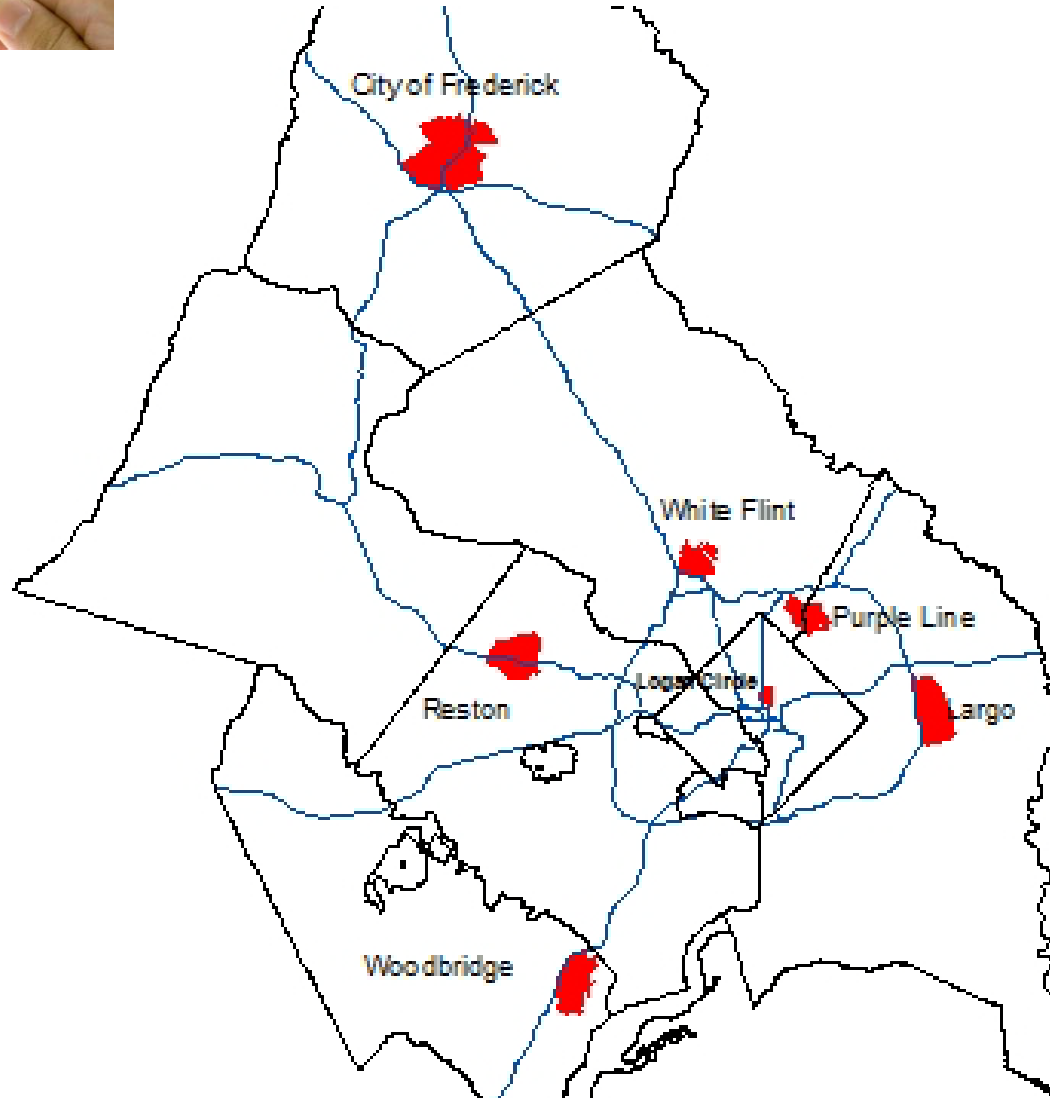 City of Frederick
White Flint
Purple Line
Logan Circle
Reston
Largo
Woodbridge